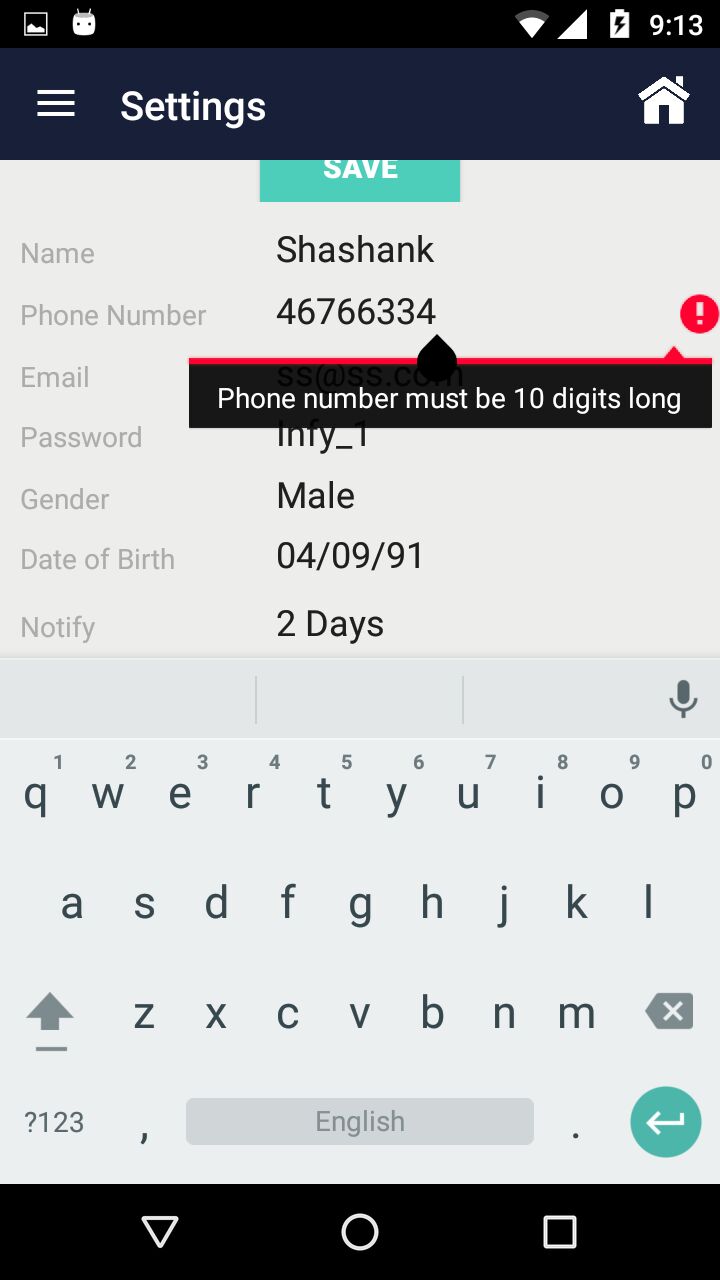 9:13
Settings
SAVE
Name Shashank
Phone Number 46766334
Email ss@ss.com
Phone number must be 10 digits long
Password Infy_1
Gender Male
Date of Birth 04/09/91
Notify 2 Days
1 2 3 4 5 6 7 8 9 0
q w e r t y u i o p
a s d f g h j k l
z x c v b n m
?123 , English .